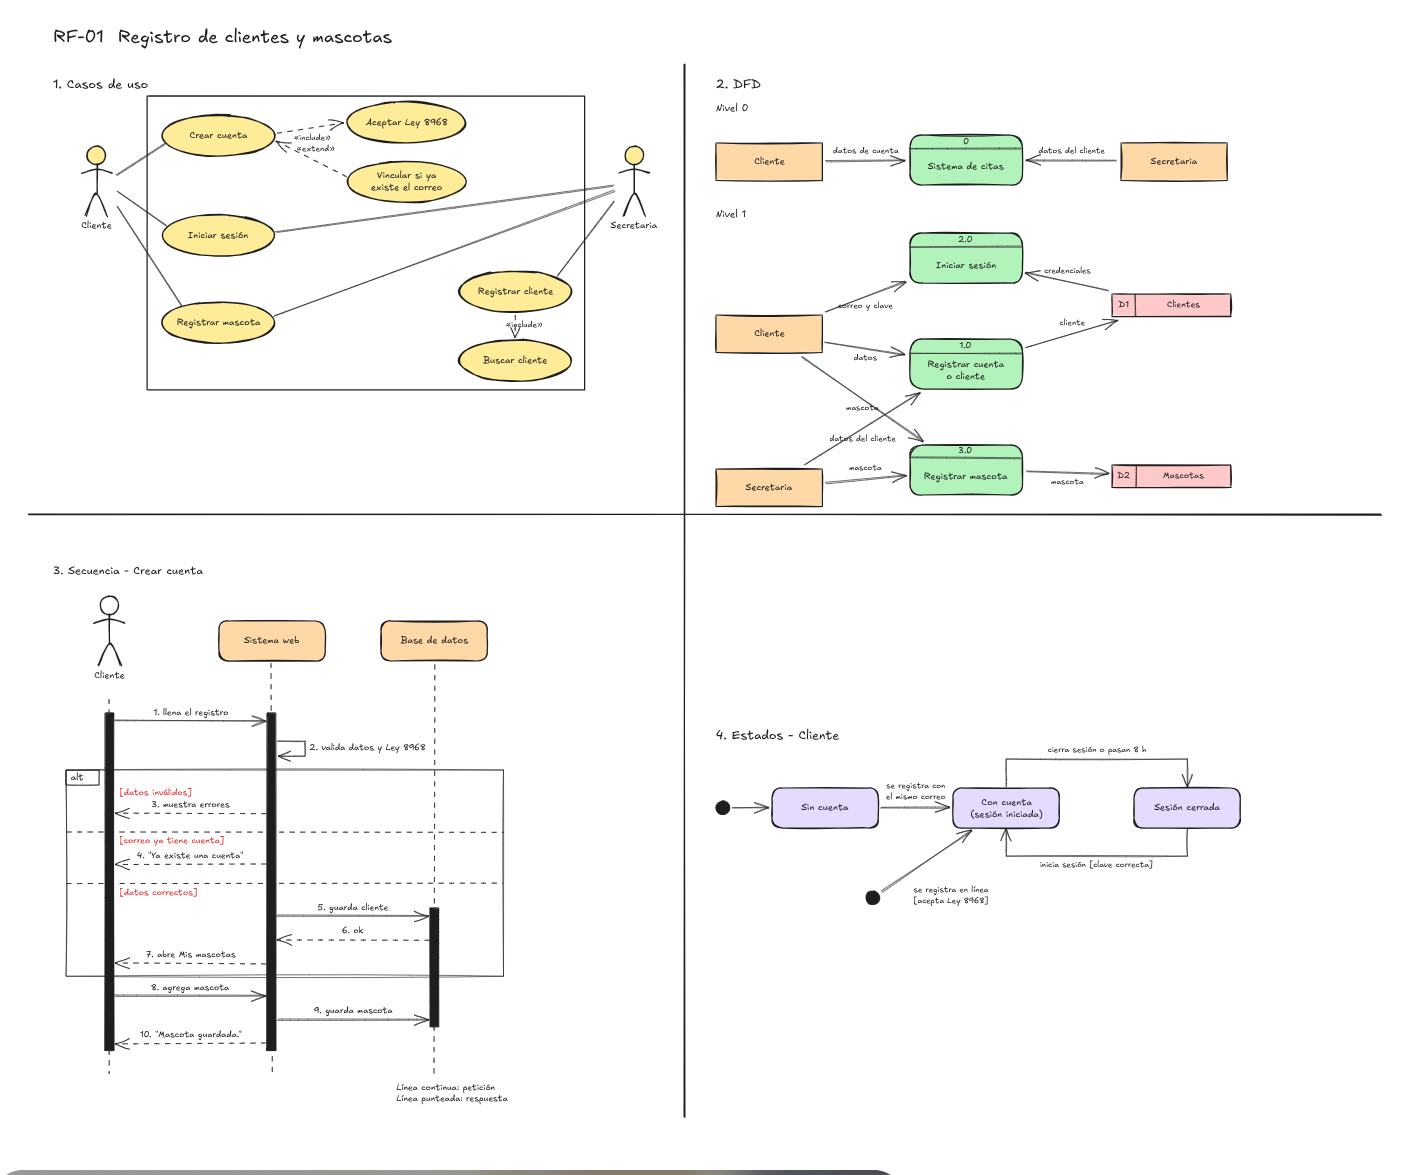 RF-01 Registro de clientes y mascotas
1. Casos de uso
Crear cuenta
Aceptar Ley 8968
«include»
«extend»
Vincular si ya
existe el correo
Cliente
Secretaria
Iniciar sesión
Registrar cliente
Registrar mascota
«include»
Buscar cliente
2. DFD
Nivel 0
Cliente
datos de cuenta
0
Sistema de citas
datos del cliente
Secretaria
Nivel 1
2.0
Iniciar sesión
credenciales
D1
Clientes
correo y clave
Cliente
cliente
datos
1.0
Registrar cuenta
o cliente
mascota
datos del cliente
3.0
Registrar mascota
mascota
Secretaria
mascota
D2
Mascotas
3. Secuencia - Crear cuenta
Cliente
Sistema web
Base de datos
1. llena el registro
2. valida datos y Ley 8968
alt
[datos inválidos]
3. muestra errores
[correo ya tiene cuenta]
4. "Ya existe una cuenta"
[datos correctos]
5. guarda cliente
6. ok
7. abre Mis mascotas
8. agrega mascota
9. guarda mascota
10. "Mascota guardada."
Línea continua: petición
Línea punteada: respuesta
4. Estados - Cliente
cierra sesión o pasan 8 h
se registra con
el mismo correo
Sin cuenta
Con cuenta
(sesión iniciada)
Sesión cerrada
inicia sesión [clave correcta]
se registra en línea
[acepta Ley 8968]